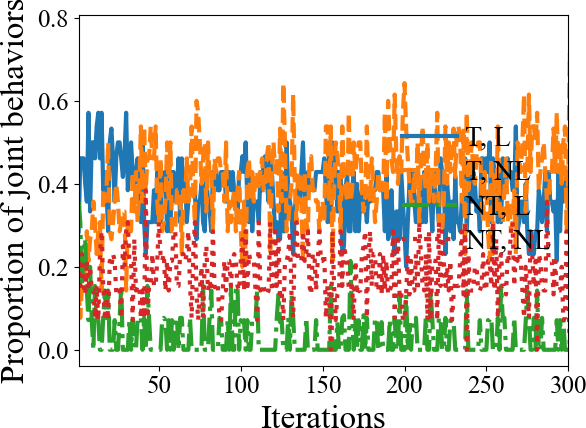 Proportion of joint behaviors
0.8
0.6
0.4
0.2
0.0
T, L
T, NL
NT, L
NT, NL
50
100
150
200
250
300
Iterations